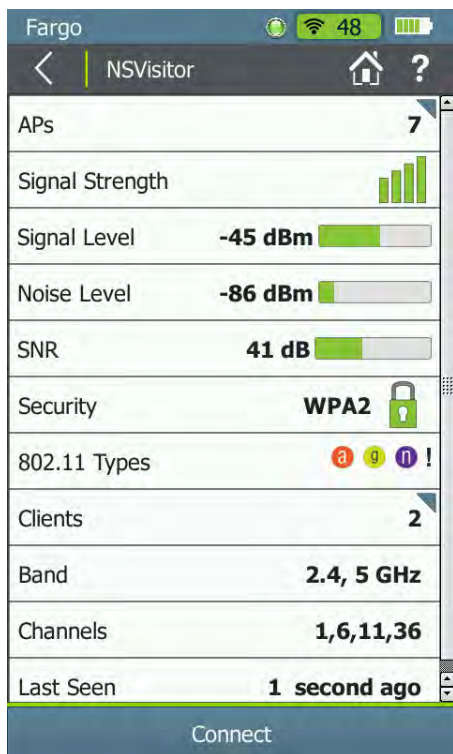 Fargo 48
NSVisitor ?
APs 7
Signal Strength
Signal Level -45 dBm
Noise Level -86 dBm
SNR 41 dB
Security WPA2
802.11 Types a g n !
Clients 2
Band 2.4, 5 GHz
Channels 1,6,11,36
Last Seen 1 second ago
Connect